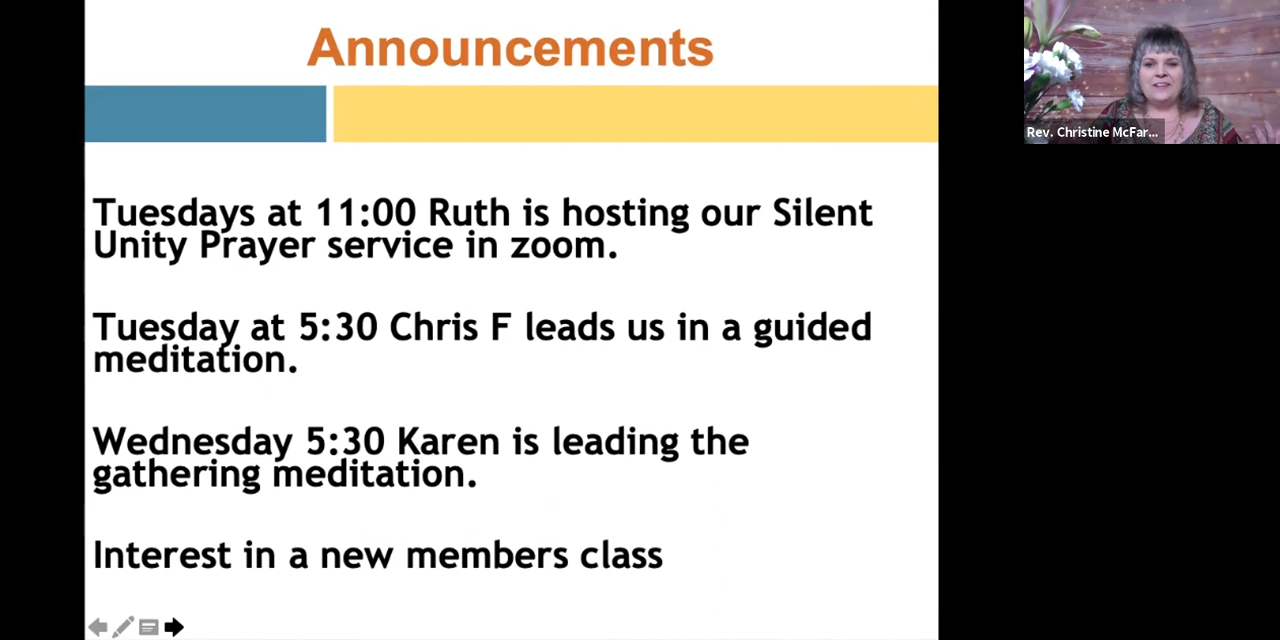 Announcements
Rev. Christine McFar...
Tuesdays at 11:00 Ruth is hosting our Silent
Unity Prayer service in zoom.
Tuesday at 5:30 Chris F leads us in a guided
meditation.
Wednesday 5:30 Karen is leading the
gathering meditation.
Interest in a new members class